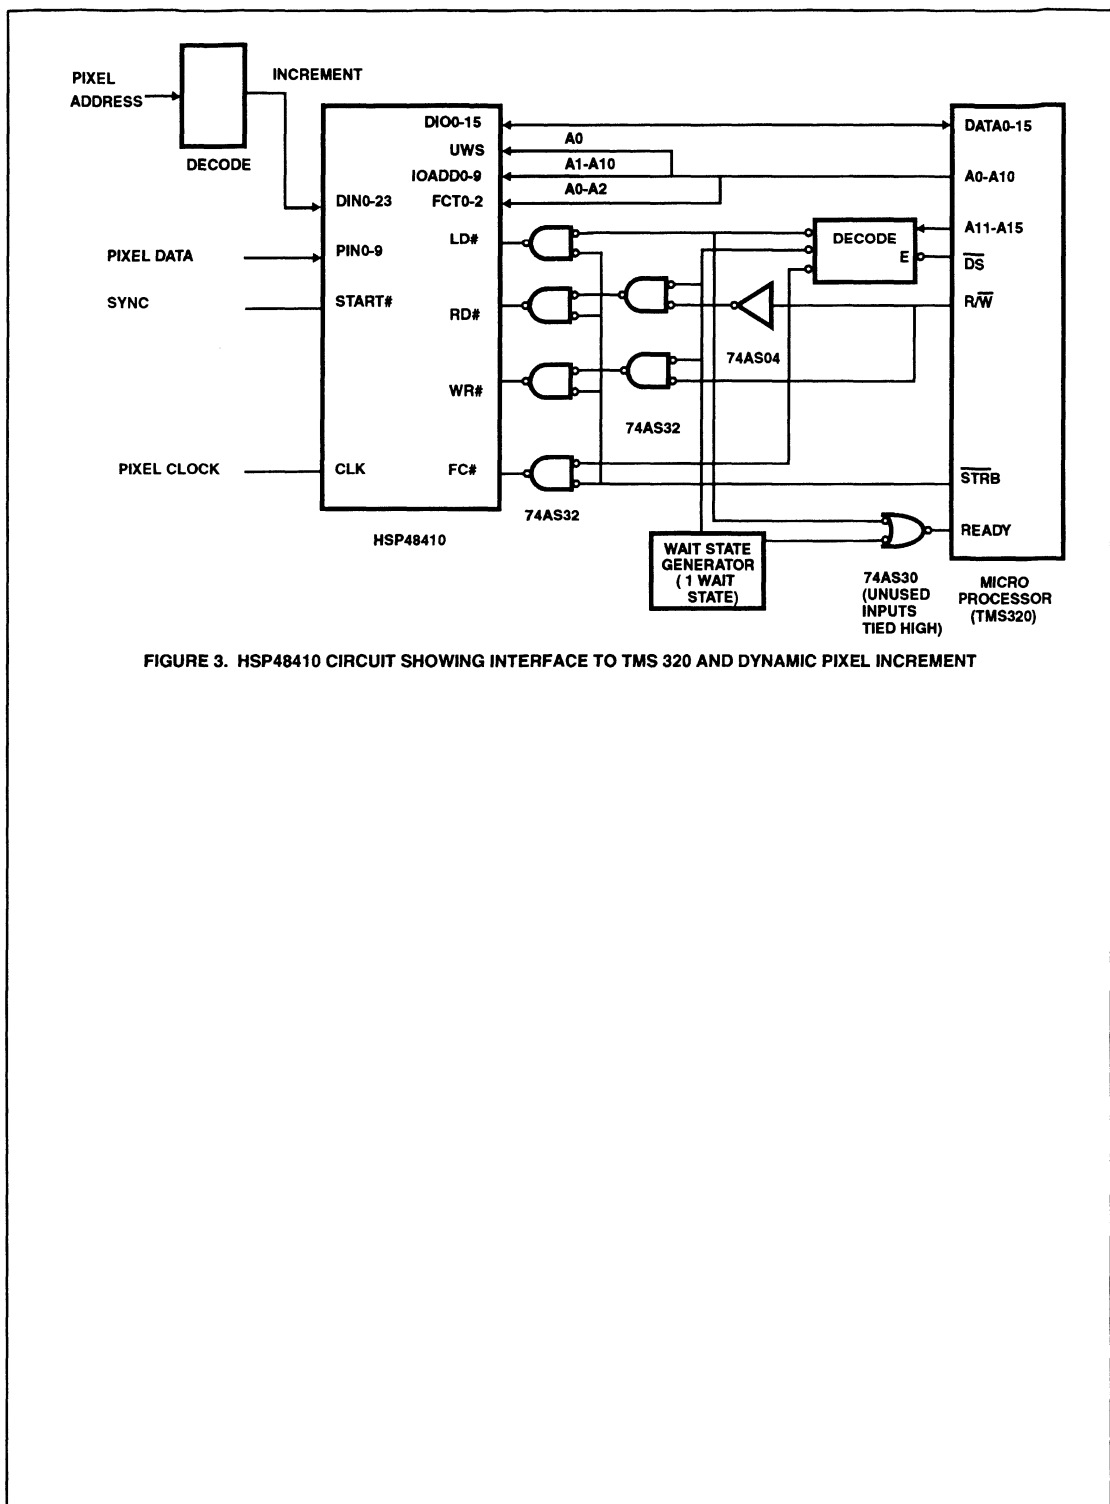 PIXEL
ADDRESS
INCREMENT
DECODE
DIO0-15
UWS
IOADD0-9
FCT0-2
DIN0-23
LD#
PIN0-9
START#
RD#
WR#
CLK
FC#
HSP48410
PIXEL DATA
SYNC
PIXEL CLOCK
A0
A1-A10
A0-A2
DECODE
E
74AS04
74AS32
74AS32
WAIT STATE
GENERATOR
( 1 WAIT
STATE)
DATA0-15
A0-A10
A11-A15
D̅S̅
R/W̅
S̅T̅R̅B̅
READY
74AS30
(UNUSED
INPUTS
TIED HIGH)
MICRO
PROCESSOR
(TMS320)
FIGURE 3. HSP48410 CIRCUIT SHOWING INTERFACE TO TMS 320 AND DYNAMIC PIXEL INCREMENT